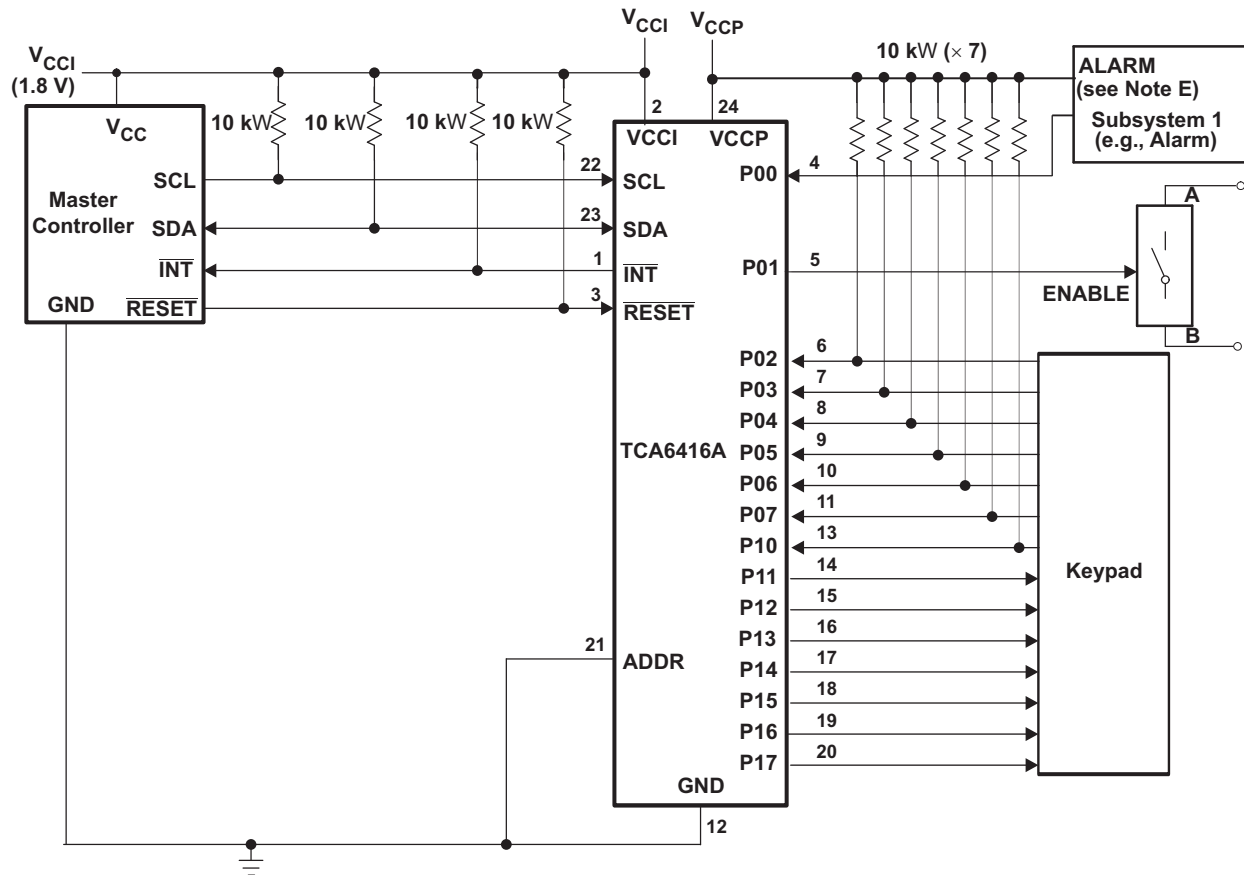 VCCI
(1.8 V)
VCC
Master
Controller
SCL
SDA
INT
RESET
GND
10 kW
10 kW
10 kW
10 kW
VCCI
VCCP
10 kW (× 7)
2
24
VCCI
VCCP
22
SCL
23
SDA
1
INT
3
RESET
TCA6416A
21
ADDR
GND
12
P00
4
P01
5
P02
6
P03
7
P04
8
P05
9
P06
10
P07
11
P10
13
P11
14
P12
15
P13
16
P14
17
P15
18
P16
19
P17
20
ALARM
(see Note E)
Subsystem 1
(e.g., Alarm)
A
ENABLE
B
Keypad